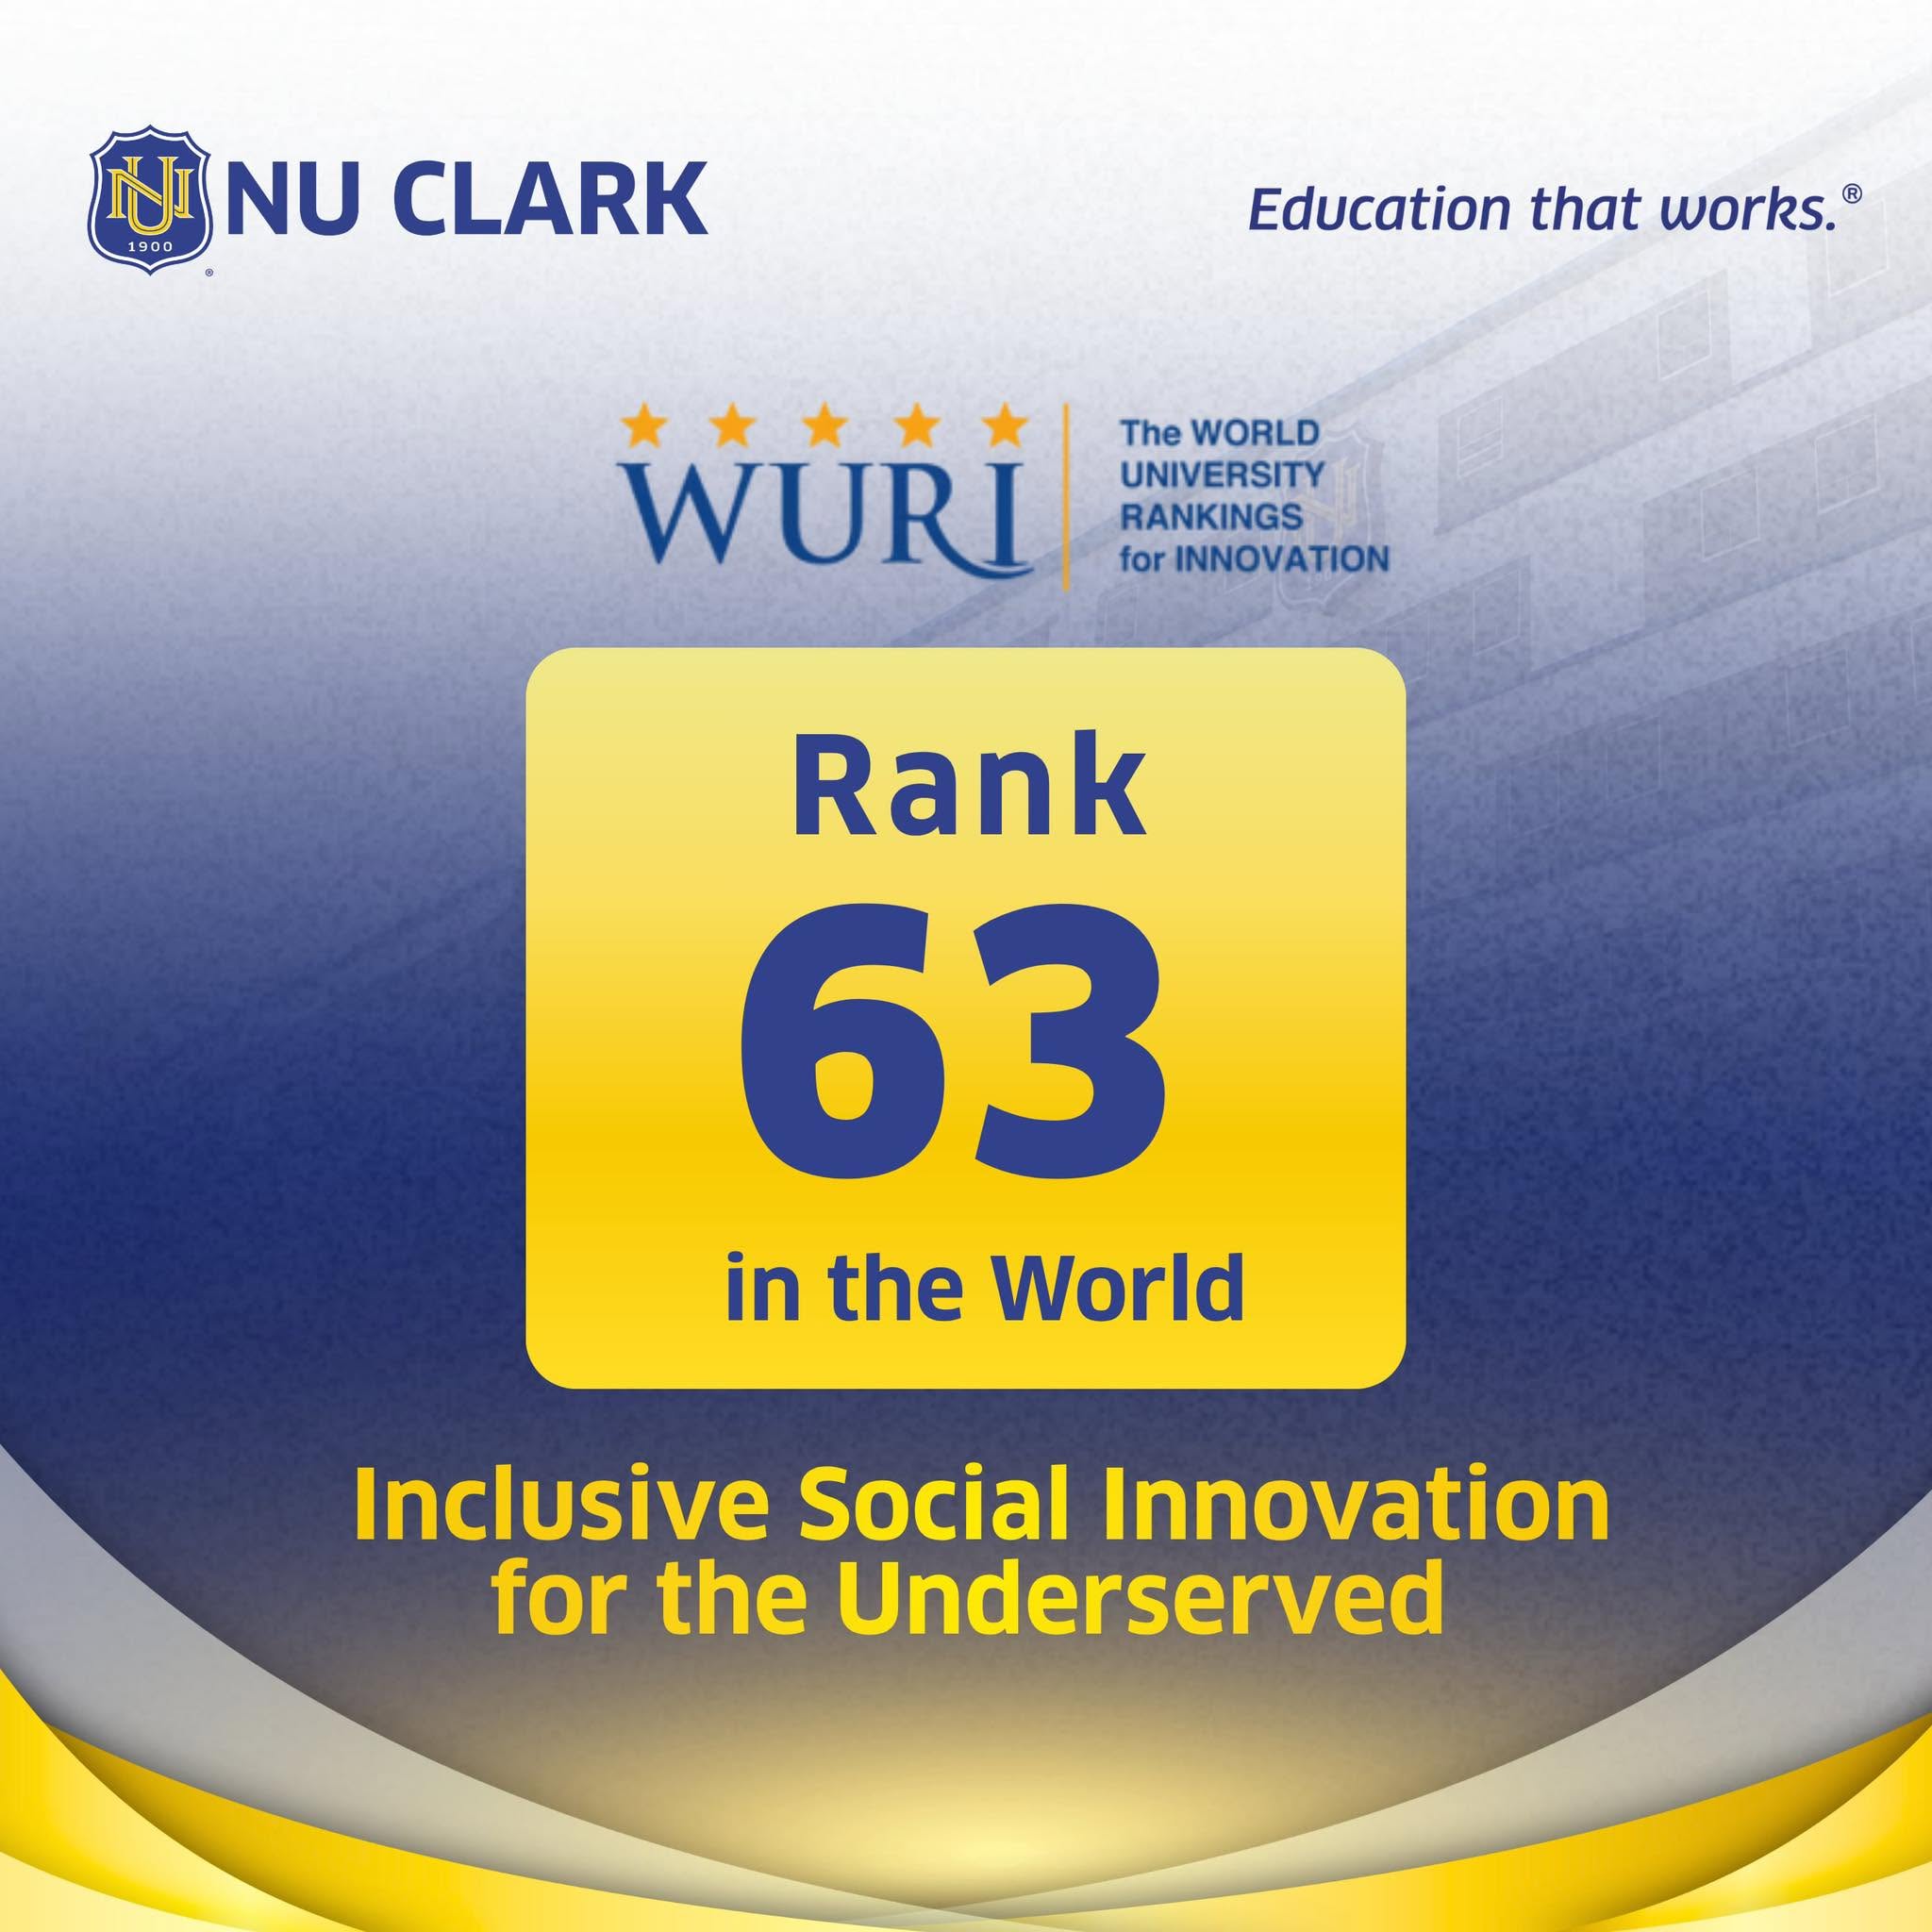 NU
1900
®
NU CLARK
Education that works.®
WURI
The WORLD
UNIVERSITY
RANKINGS
for INNOVATION
Rank
63
in the World
Inclusive Social Innovation
for the Underserved